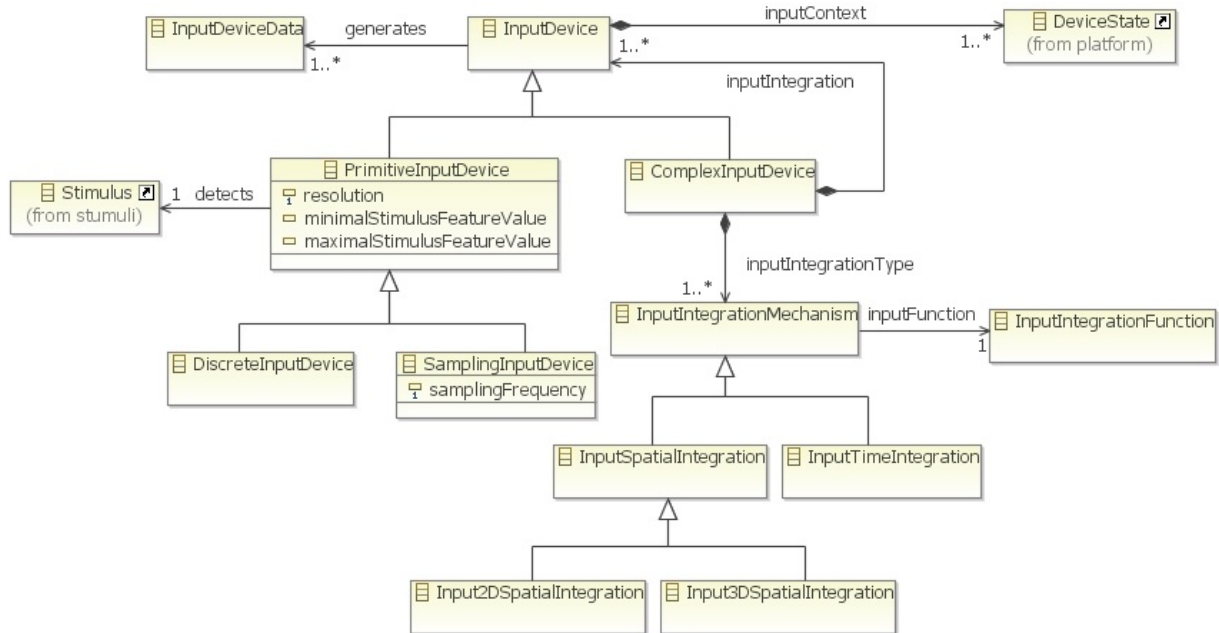 InputDeviceData
generates
1..*
InputDevice
inputContext
1..*
1..*
DeviceState
(from platform)
inputIntegration
PrimitiveInputDevice
resolution
minimalStimulusFeatureValue
maximalStimulusFeatureValue
ComplexInputDevice
Stimulus
(from stumuli)
1 detects
inputIntegrationType
1..*
InputIntegrationMechanism
inputFunction
1
InputIntegrationFunction
DiscreteInputDevice
SamplingInputDevice
samplingFrequency
InputSpatialIntegration
InputTimeIntegration
Input2DSpatialIntegration
Input3DSpatialIntegration